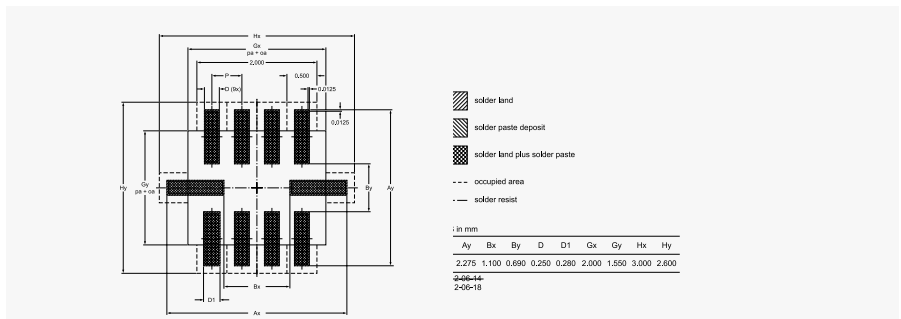 Hx
Gx
pa + oa
2.000
P
0.500
D (9x)
0.0125
0.0125
Hy
Gy
pa + oa
By
Ay
Bx
D1
Ax
solder land
solder paste deposit
solder land plus solder paste
occupied area
solder resist
in mm
Ay Bx By D D1 Gx Gy Hx Hy
2.275 1.100 0.690 0.250 0.280 2.000 1.550 3.000 2.600
2-06-14
2-06-18